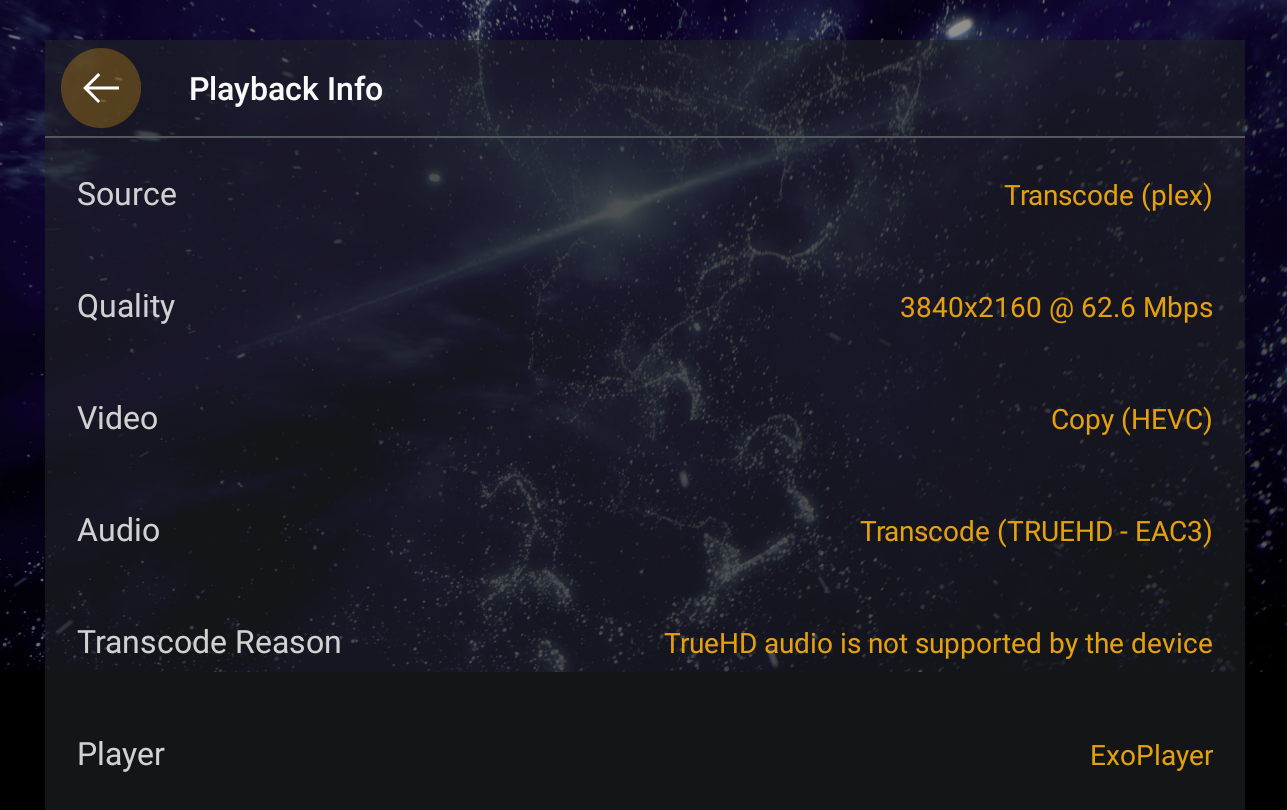 Playback Info
Source Transcode (plex)
Quality 3840x2160 @ 62.6 Mbps
Video Copy (HEVC)
Audio Transcode (TRUEHD - EAC3)
Transcode Reason TrueHD audio is not supported by the device
Player ExoPlayer